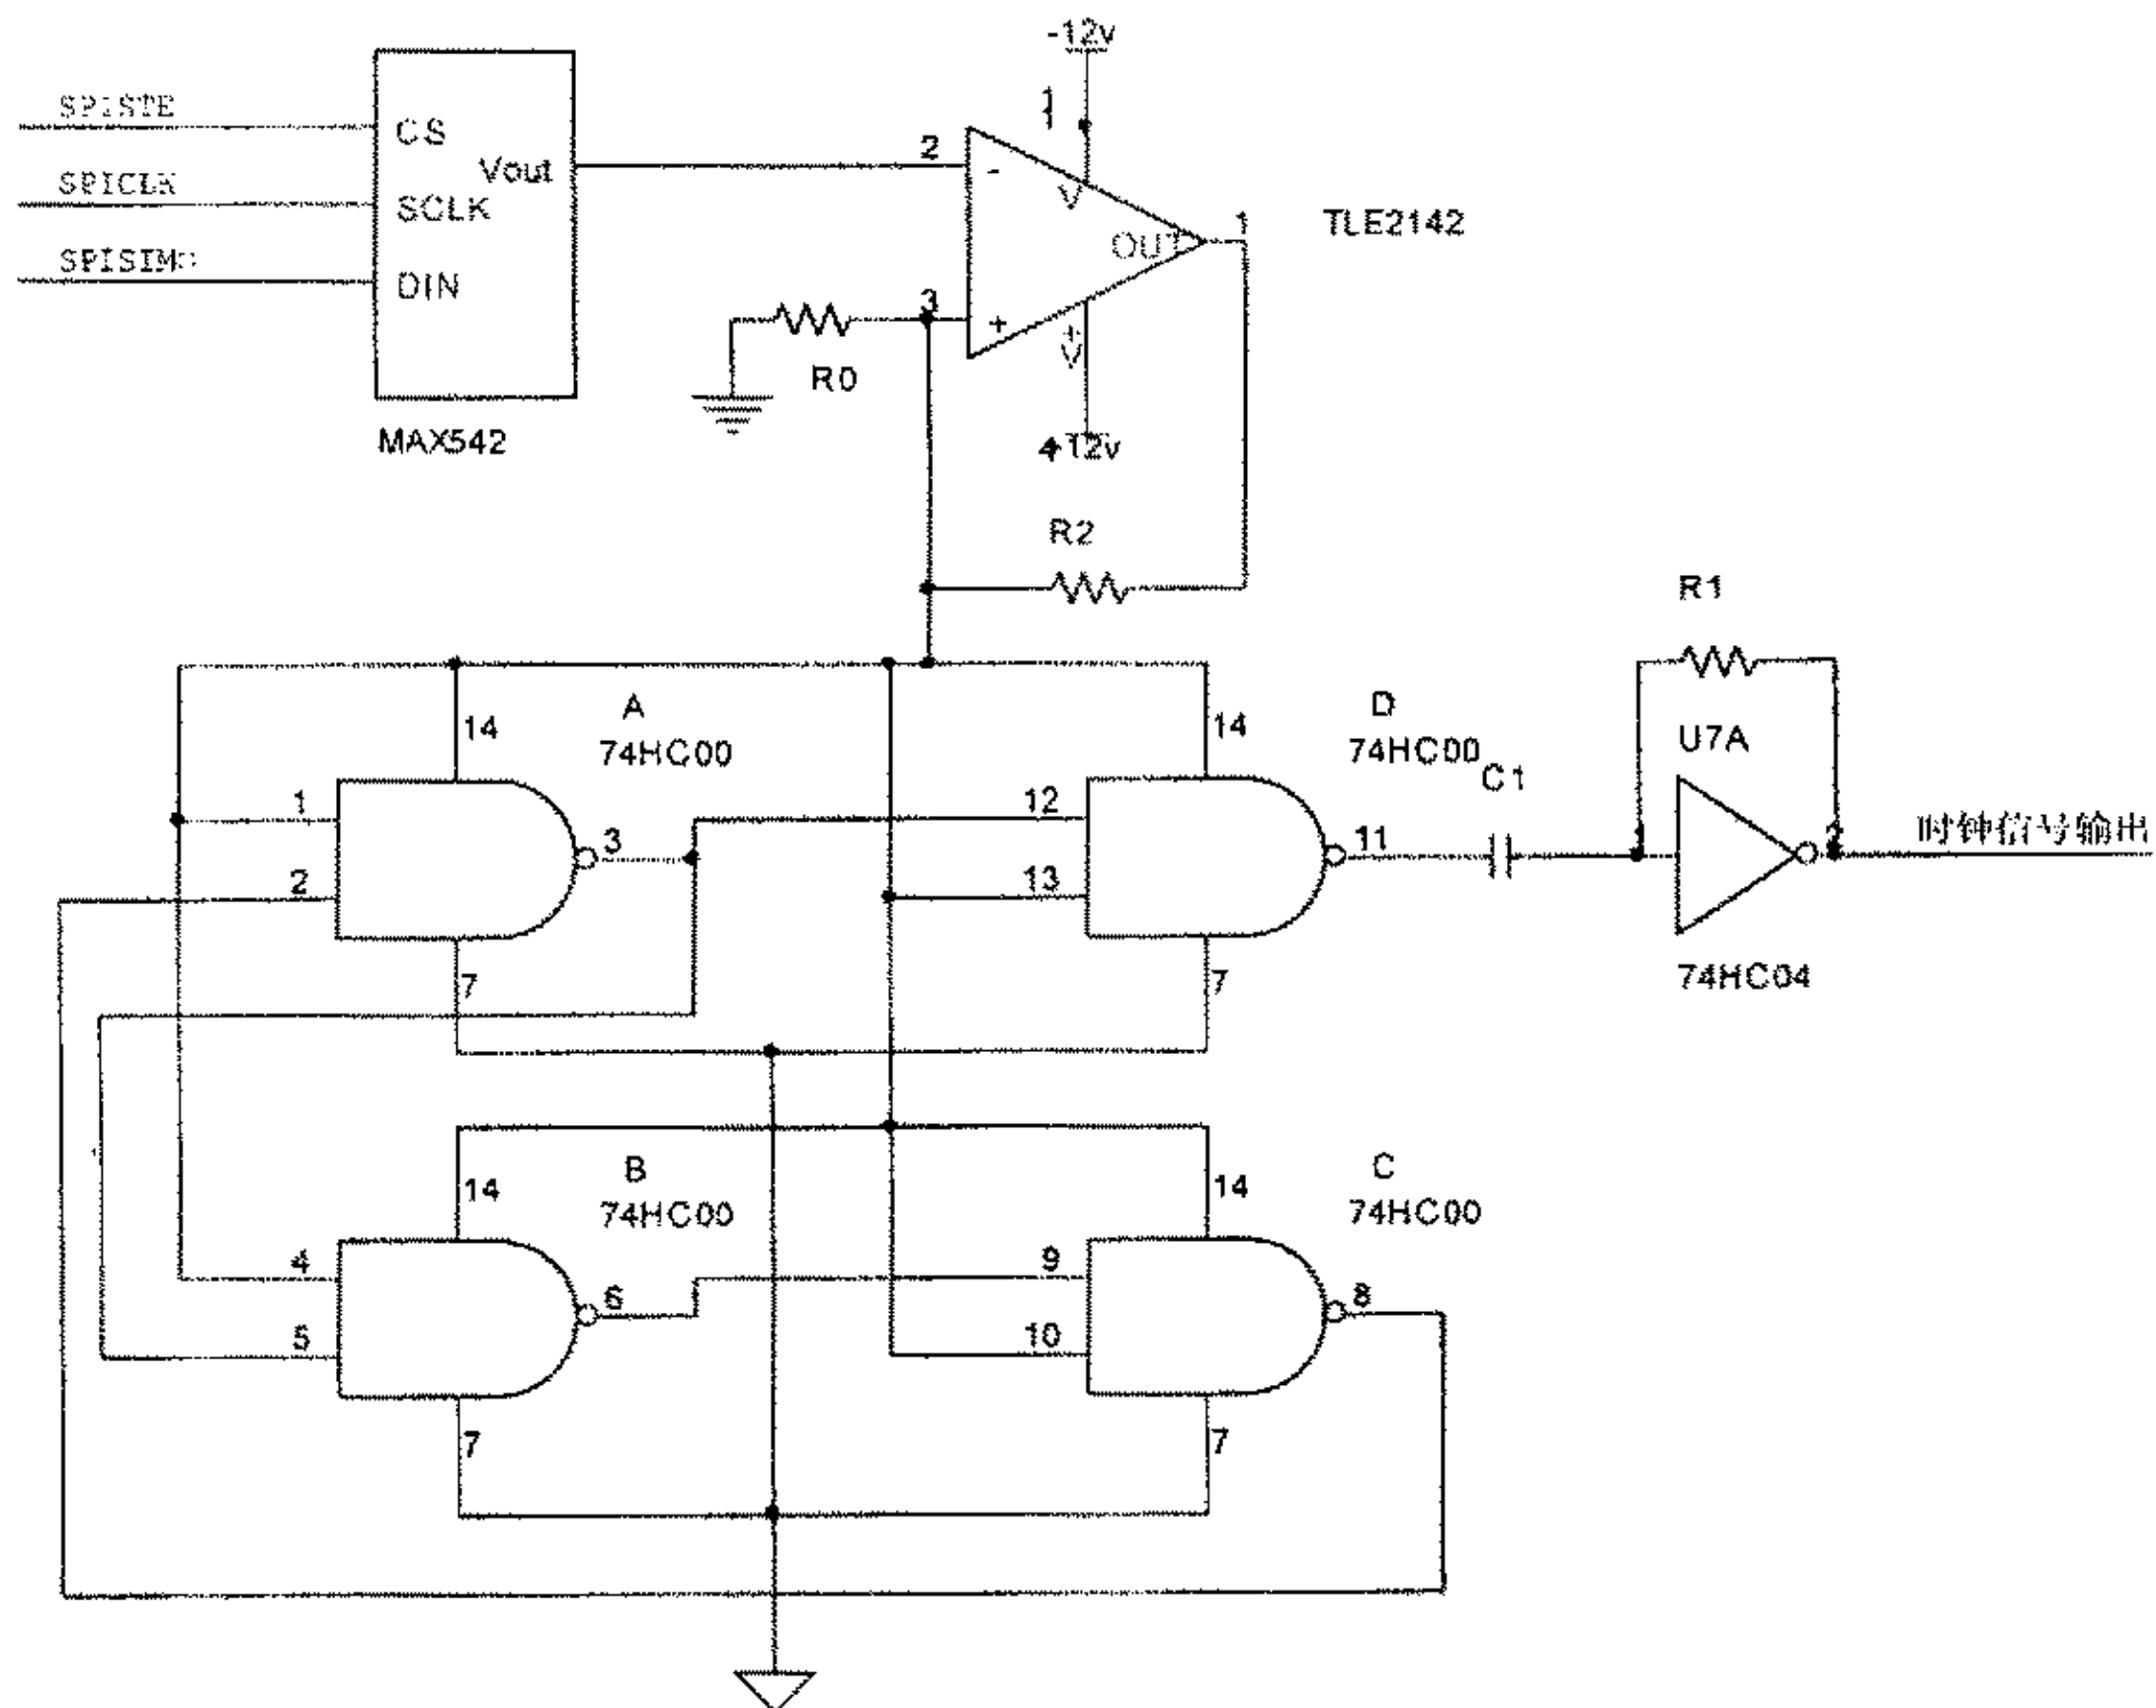 -12v
SPISTE
CS
1
2
-
Vout
V
SPICLK
SCLK
1
TLE2142
OUT
SPISIMO
DIN
3
+
+
V
R0
MAX542
4
+12v
R2
R1
A
D
14
74HC00
14
74HC00
U7A
C1
1
12
3
11
1
2
时钟信号输出
2
13
7
7
74HC04
B
C
14
74HC00
14
74HC00
4
6
9
8
5
10
7
7